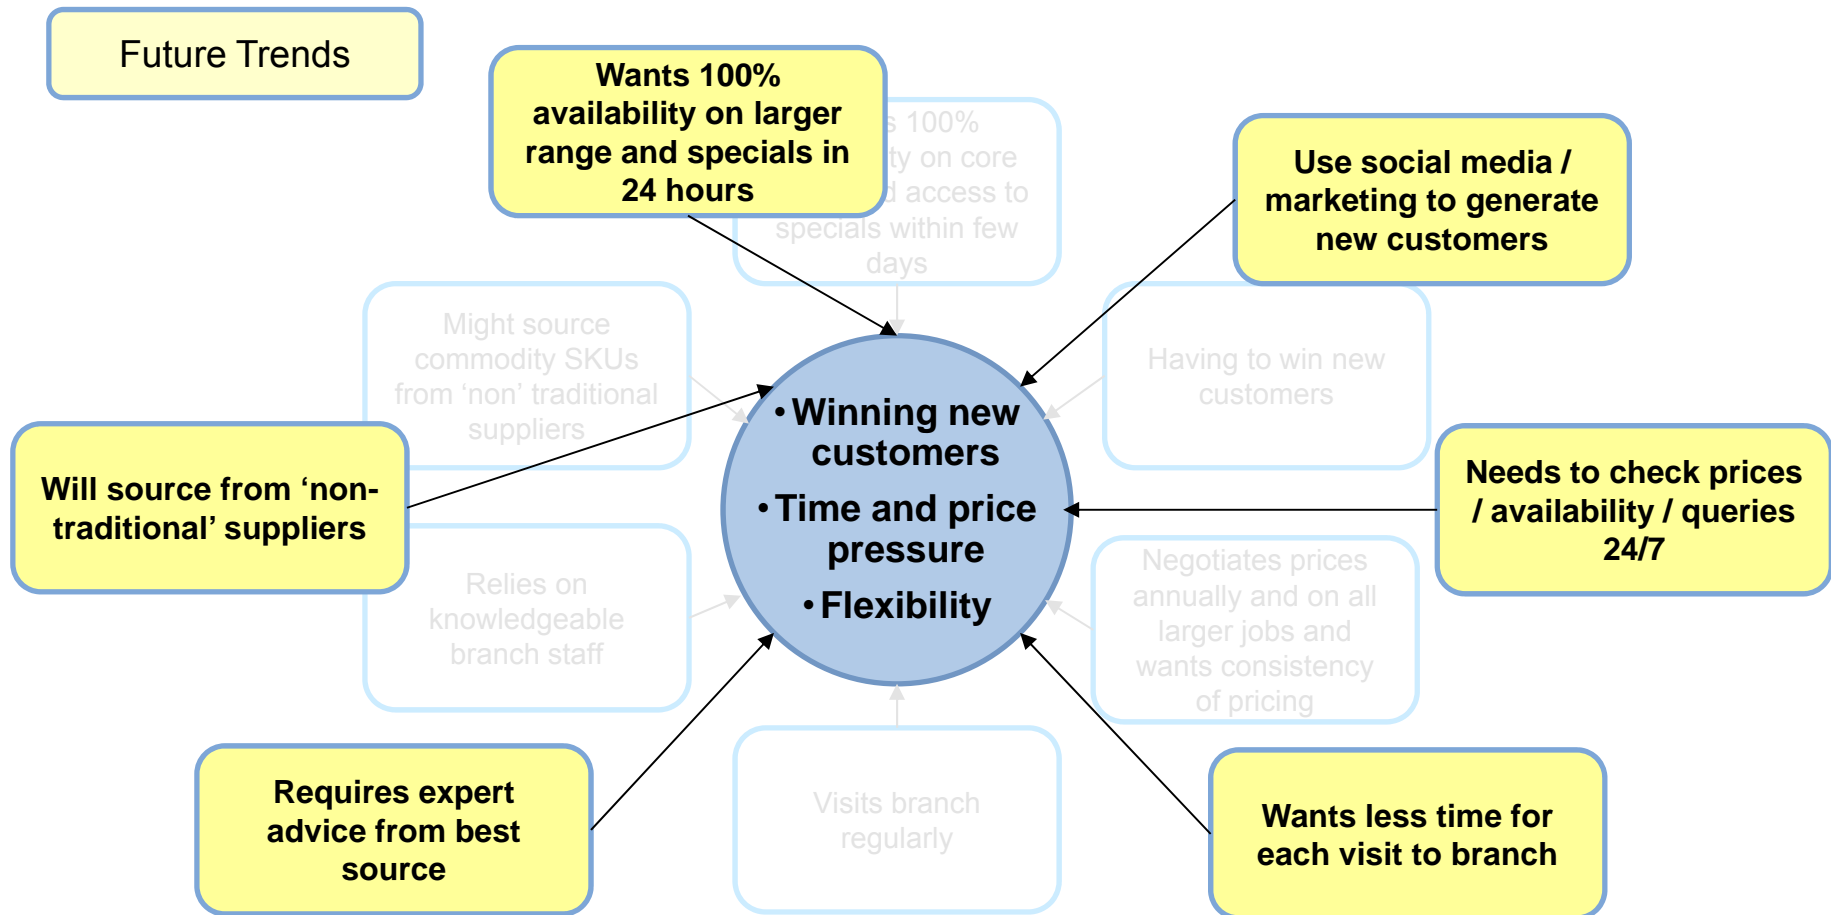 Future Trends
Wants 100%
availability on larger
range and specials in
24 hours
100%
on core
access to
specials within few
days
Use social media /
marketing to generate
new customers
Might source
commodity SKUs
from ‘non’ traditional
suppliers
Having to win new
customers
• Winning new
customers
• Time and price
pressure
• Flexibility
Will source from ‘non-
traditional’ suppliers
Needs to check prices
/ availability / queries
24/7
Relies on
knowledgeable
branch staff
Negotiates prices
annually and on all
larger jobs and
wants consistency
of pricing
Requires expert
advice from best
source
Visits branch
regularly
Wants less time for
each visit to branch